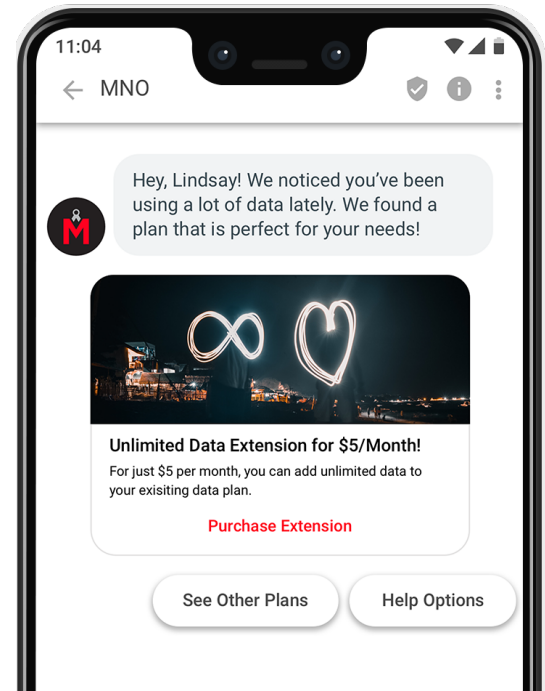 11:04
MNO
Hey, Lindsay! We noticed you’ve been
using a lot of data lately. We found a
plan that is perfect for your needs!
M
Unlimited Data Extension for $5/Month!
For just $5 per month, you can add unlimited data to
your exisiting data plan.
Purchase Extension
See Other Plans
Help Options